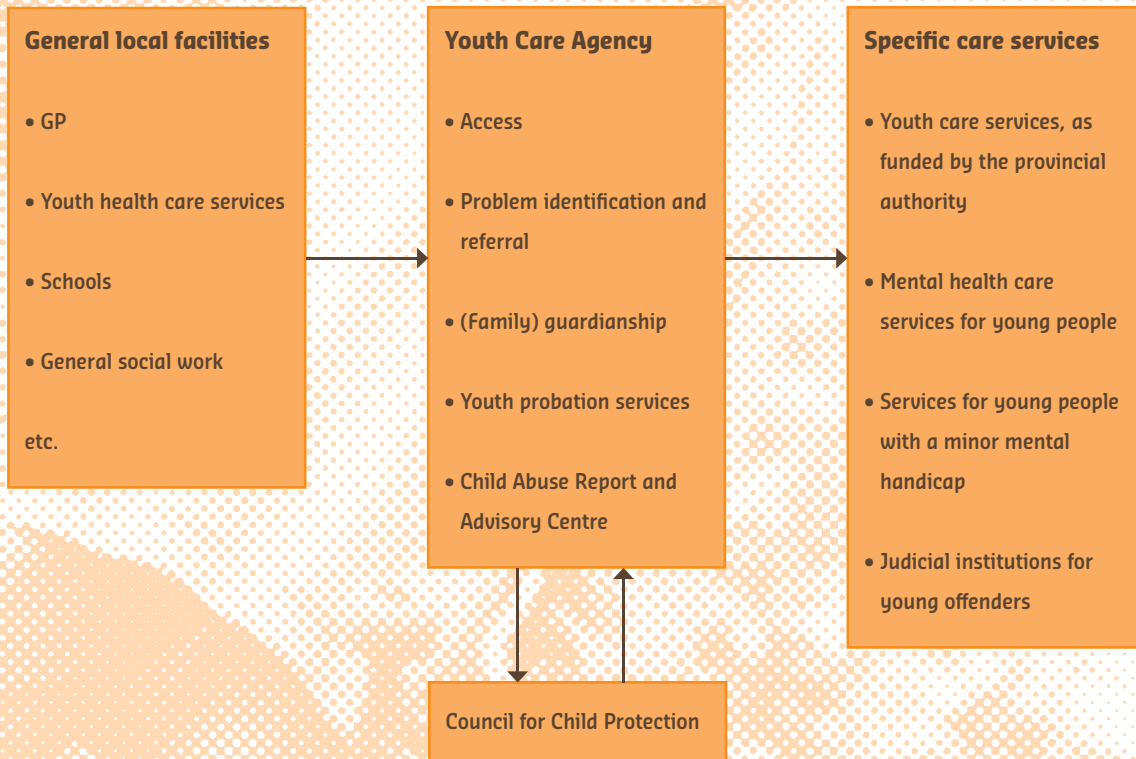 General local facilities
• GP
• Youth health care services
• Schools
• General social work
etc.
Youth Care Agency
• Access
• Problem identification and
referral
• (Family) guardianship
• Youth probation services
• Child Abuse Report and
Advisory Centre
Specific care services
• Youth care services, as
funded by the provincial
authority
• Mental health care
services for young people
• Services for young people
with a minor mental
handicap
• Judicial institutions for
young offenders
Council for Child Protection